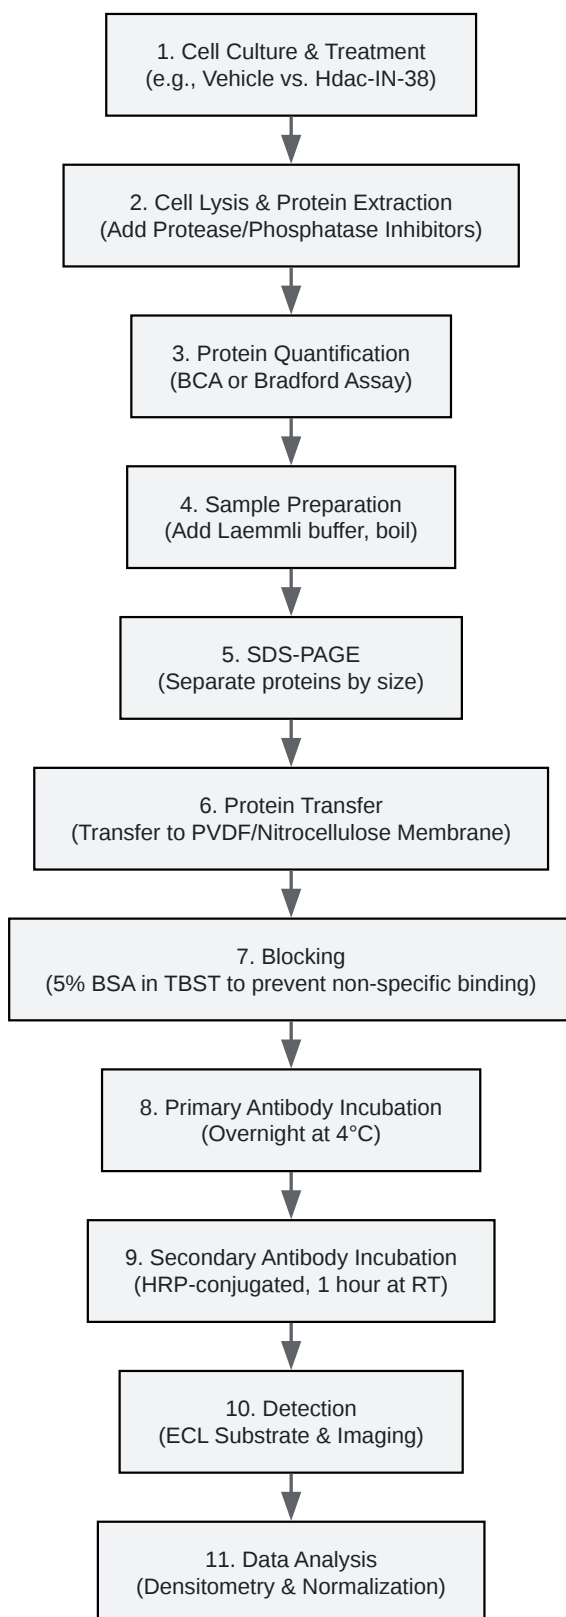 1. Cell Culture & Treatment
(e.g., Vehicle vs. Hdac-IN-38)
2. Cell Lysis & Protein Extraction
(Add Protease/Phosphatase Inhibitors)
3. Protein Quantification
(BCA or Bradford Assay)
4. Sample Preparation
(Add Laemmli buffer, boil)
5. SDS-PAGE
(Separate proteins by size)
6. Protein Transfer
(Transfer to PVDF/Nitrocellulose Membrane)
7. Blocking
(5% BSA in TBST to prevent non-specific binding)
8. Primary Antibody Incubation
(Overnight at 4°C)
9. Secondary Antibody Incubation
(HRP-conjugated, 1 hour at RT)
10. Detection
(ECL Substrate & Imaging)
11. Data Analysis
(Densitometry & Normalization)